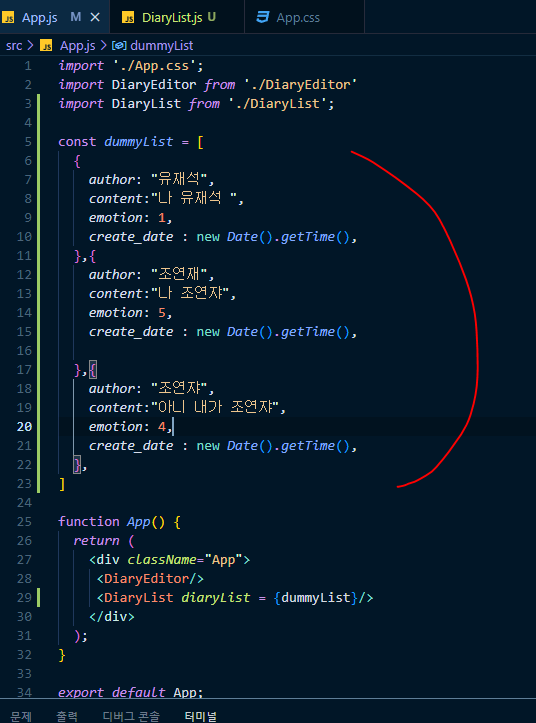 JS App.js M ×
JS DiaryList.js U
App.css
src > JS App.js > dummyList
1 import './App.css';
2 import DiaryEditor from './DiaryEditor'
3 import DiaryList from './DiaryList';
4
5 const dummyList = [
6 {
7 author: "유재석",
8 content:"나 유재석 ",
9 emotion: 1,
10 create_date : new Date().getTime(),
11 },{
12 author: "조연재",
13 content:"나 조연쟈",
14 emotion: 5,
15 create_date : new Date().getTime(),
16
17 },{
18 author: "조연쟈",
19 content:"아니 내가 조연쟈",
20 emotion: 4,
21 create_date : new Date().getTime(),
22 },
23 ]
24
25 function App() {
26 return (
27 <div className="App">
28 <DiaryEditor/>
29 <DiaryList diaryList = {dummyList}/>
30 </div>
31 );
32 }
33
34 export default App;
문제 출력 디버그 콘솔 터미널